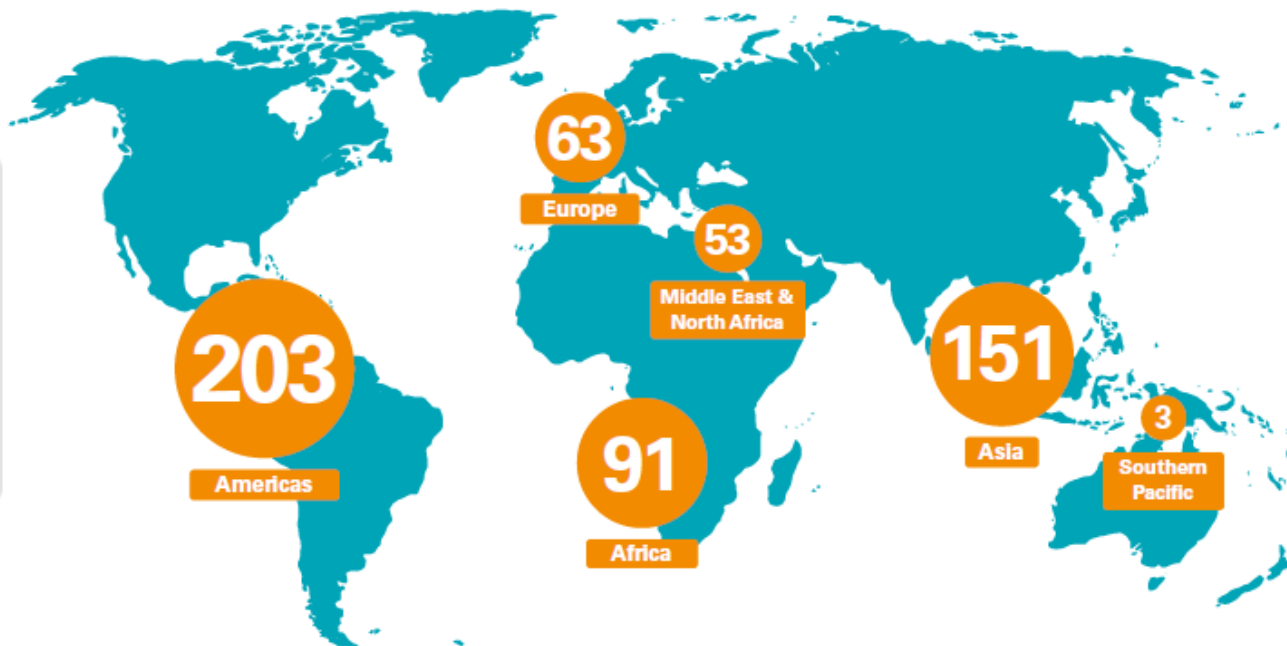 63
Europe
53
Middle East &
North Africa
203
Americas
91
Africa
151
Asia
3
Southern
Pacific